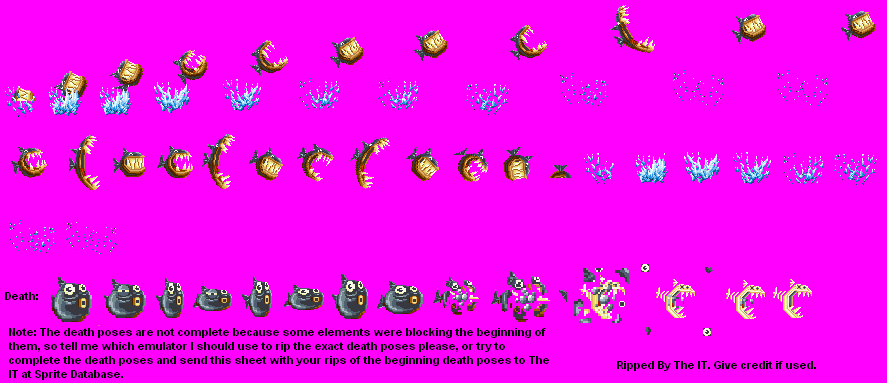 Death:
Note: The death poses are not complete because some elements were blocking the beginning of
them, so tell me which emulator I should use to rip the exact death poses please, or try to
complete the death poses and send this sheet with your rips of the beginning death poses to The
IT at Sprite Database.
Ripped By The IT. Give credit if used.